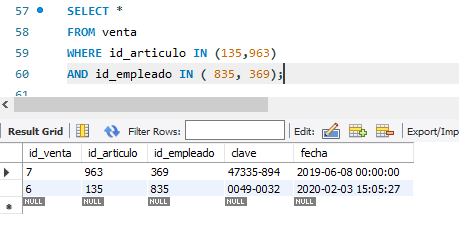 57 SELECT *
58 FROM venta
59 WHERE id_articulo IN (135,963)
60 AND id_empleado IN ( 835, 369);
61
Result Grid Filter Rows: Edit: Export/Imp
id_venta id_articulo id_empleado clave fecha
7 963 369 47335-894 2019-06-08 00:00:00
6 135 835 0049-0032 2020-02-03 15:05:27
NULL NULL NULL NULL NULL